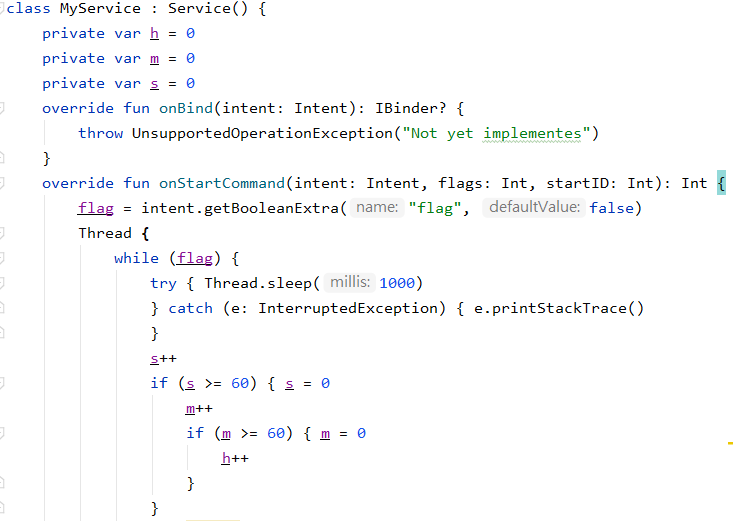 class MyService : Service() {
    private var h = 0
    private var m = 0
    private var s = 0
    override fun onBind(intent: Intent): IBinder? {
        throw UnsupportedOperationException("Not yet implementes")
    }
    override fun onStartCommand(intent: Intent, flags: Int, startID: Int): Int {
        flag = intent.getBooleanExtra( name: "flag", defaultValue: false)
        Thread {
            while (flag) {
                try { Thread.sleep( millis: 1000)
                } catch (e: InterruptedException) { e.printStackTrace()
                }
                s++
                if (s >= 60) { s = 0
                    m++
                    if (m >= 60) { m = 0
                        h++
                    }
                }